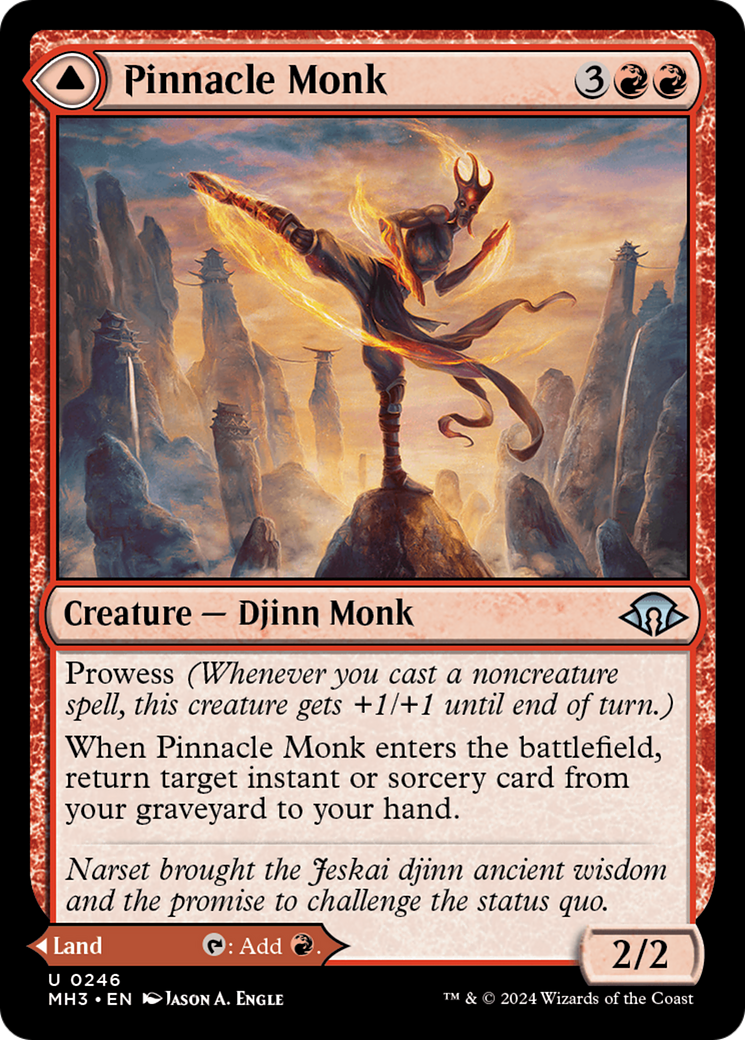 Pinnacle Monk 3
Creature — Djinn Monk
Prowess (Whenever you cast a noncreature
spell, this creature gets +1/+1 until end of turn.)
When Pinnacle Monk enters the battlefield,
return target instant or sorcery card from
your graveyard to your hand.
Narset brought the Jeskai djinn ancient wisdom
and the promise to challenge the status quo.
Land : Add .
2/2
U 0246
MH3 • EN Jason A. Engle
™ & © 2024 Wizards of the Coast